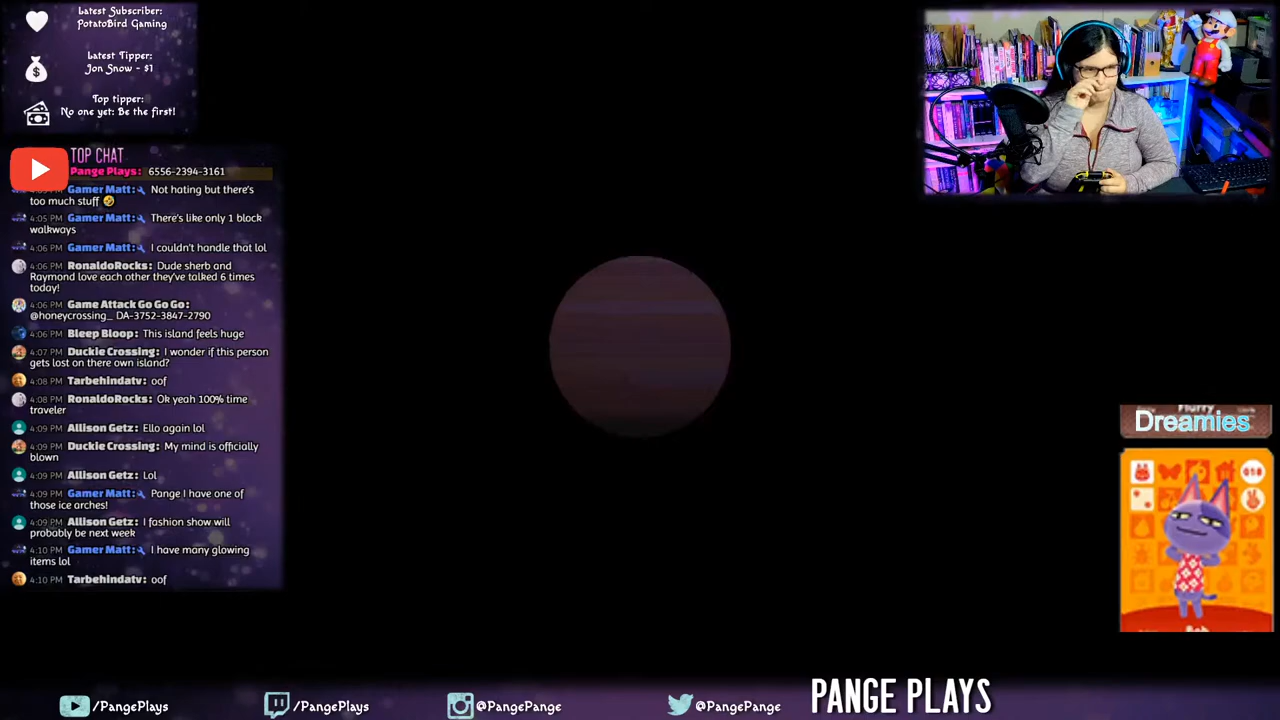 Latest Subscriber:
PotatoBird Gaming
Latest Tipper:
Jon Snow - $1
Top tipper:
No one yet: Be the first!
TOP CHAT
Pange Plays: 6556-2394-3161
Gamer Matt: Not hating but there's
too much stuff 🤣
4:05 PM Gamer Matt: There's like only 1 block
walkways
4:06 PM Gamer Matt: I couldn't handle that lol
4:06 PM RonaldoRocks: Dude sherb and
Raymond love each other they've talked 6 times
today!
4:06 PM Game Attack Go Go Go:
@honeycrossing_ DA-3752-3847-2790
4:06 PM Bleep Bloop: This island feels huge
4:07 PM Duckie Crossing: I wonder if this person
gets lost on there own island?
4:08 PM Tarbehindatv: oof
4:08 PM RonaldoRocks: Ok yeah 100% time
traveler
4:09 PM Allison Getz: Ello again lol
4:09 PM Duckie Crossing: My mind is officially
blown
4:09 PM Allison Getz: Lol
4:09 PM Gamer Matt: Pange I have one of
those ice arches!
4:09 PM Allison Getz: I fashion show will
probably be next week
4:10 PM Gamer Matt: I have many glowing
items lol
4:10 PM Tarbehindatv: oof
Dreamies
010
/PangePlays
/PangePlays
@PangePange
@PangePange
PANGE PLAYS